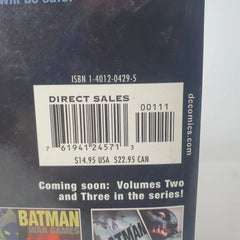 ISBN 1-4012-0429-5
DIRECT SALES
00111
7 61941 24571 3
$14.95 USA $22.95 CAN
dccomics.com
Coming soon: Volumes Two
and Three in the series!
BATMAN
WAR GAMES
BATMAN